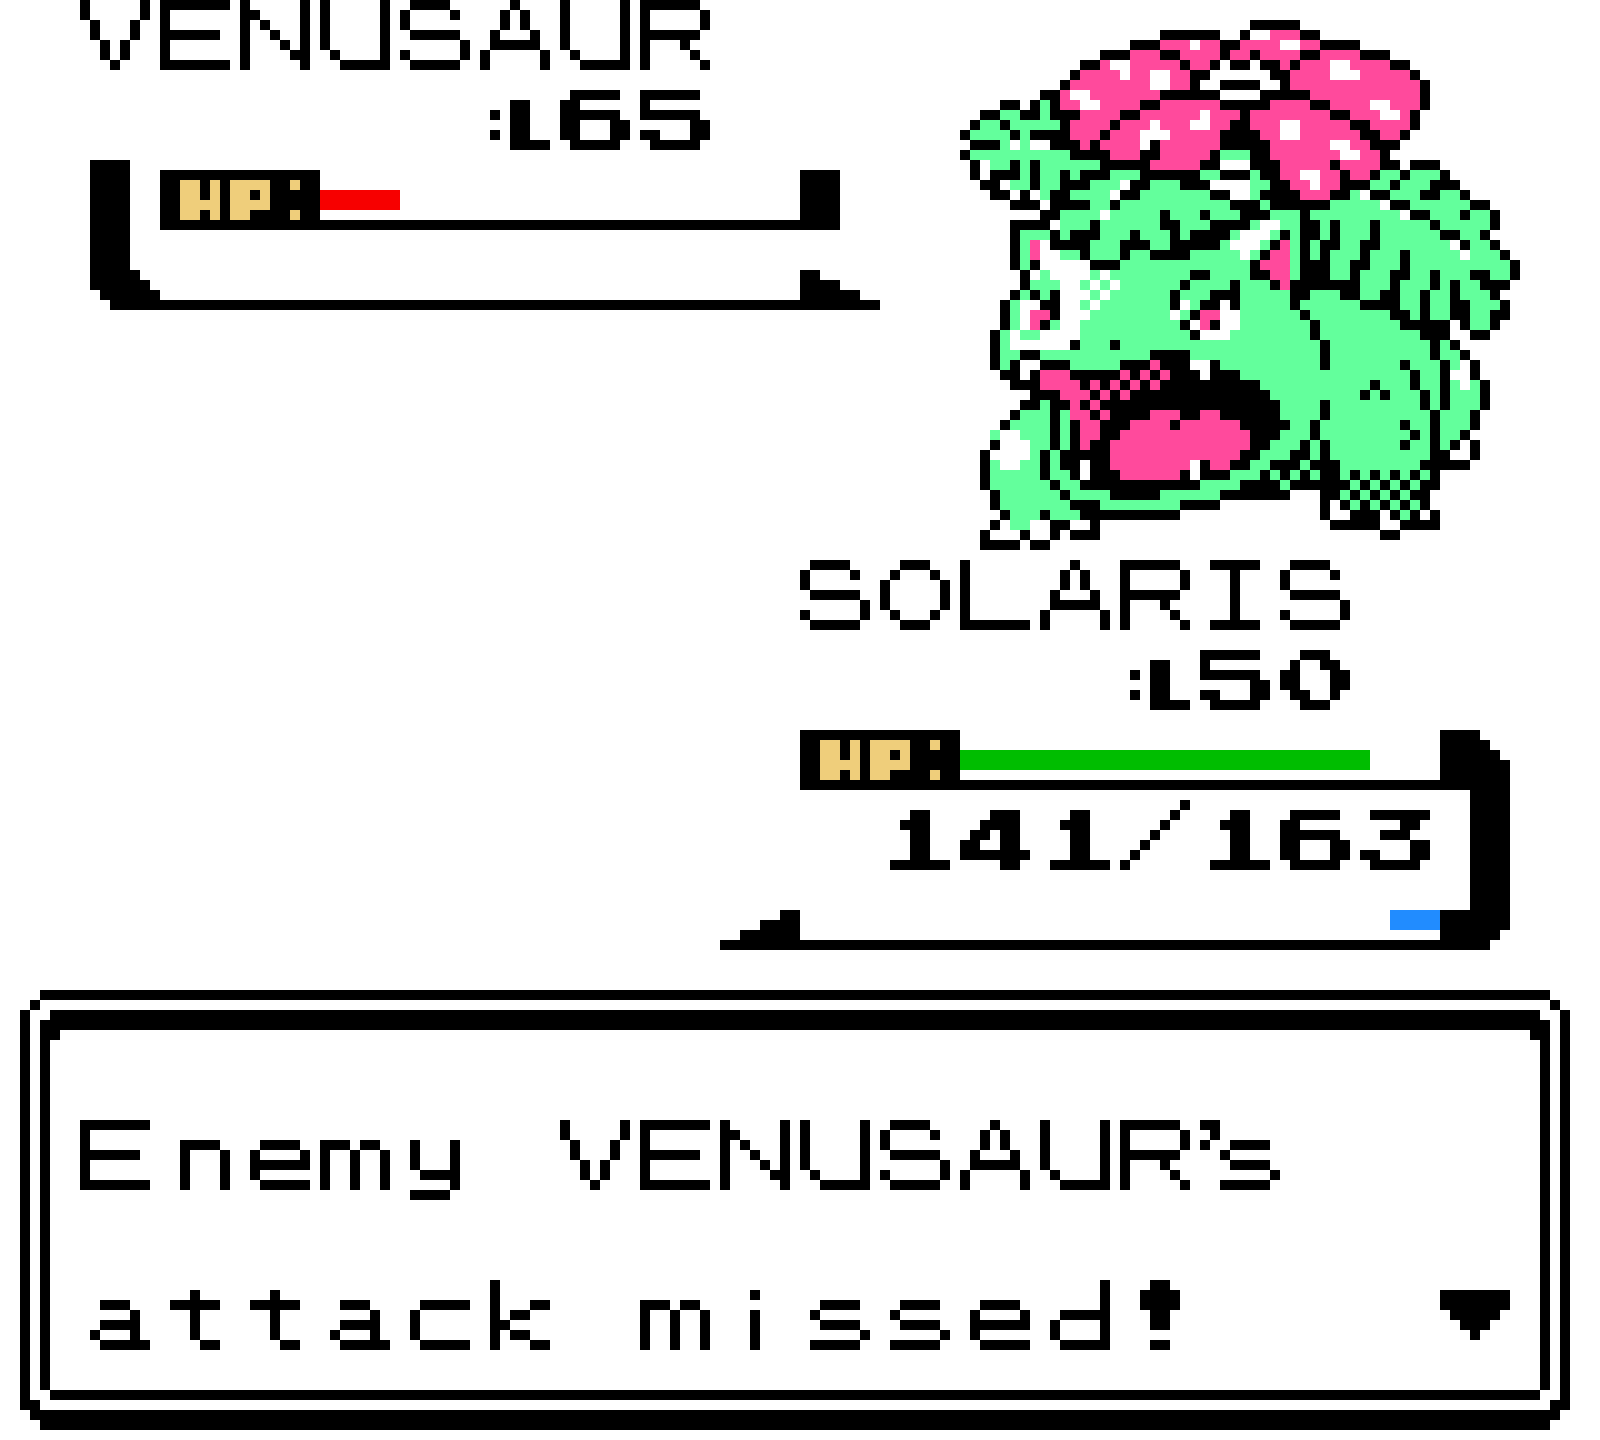 VENUSAUR
:L65
HP:
SOLARIS
:L50
HP:
141/163
Enemy VENUSAUR's
attack missed!